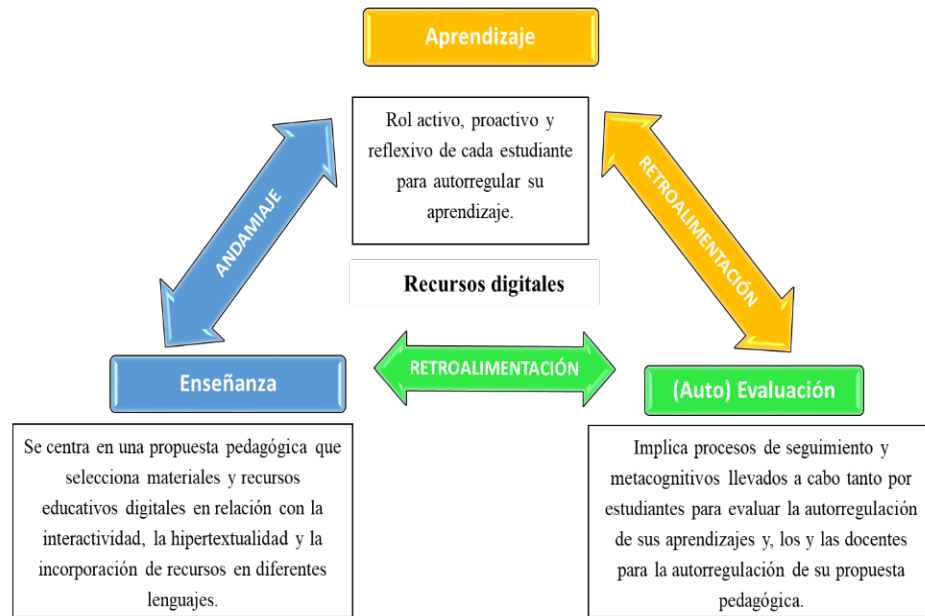 Aprendizaje
Rol activo, proactivo y
reflexivo de cada estudiante
para autorregular su
aprendizaje.
ANDAMIAJE
RETROALIMENTACIÓN
Recursos digitales
RETROALIMENTACIÓN
Enseñanza
(Auto) Evaluación
Se centra en una propuesta pedagógica que
selecciona materiales y recursos
educativos digitales en relación con la
interactividad, la hipertextualidad y la
incorporación de recursos en diferentes
lenguajes.
Implica procesos de seguimiento y
metacognitivos llevados a cabo tanto por
estudiantes para evaluar la autorregulación
de sus aprendizajes y, los y las docentes
para la autorregulación de su propuesta
pedagógica.